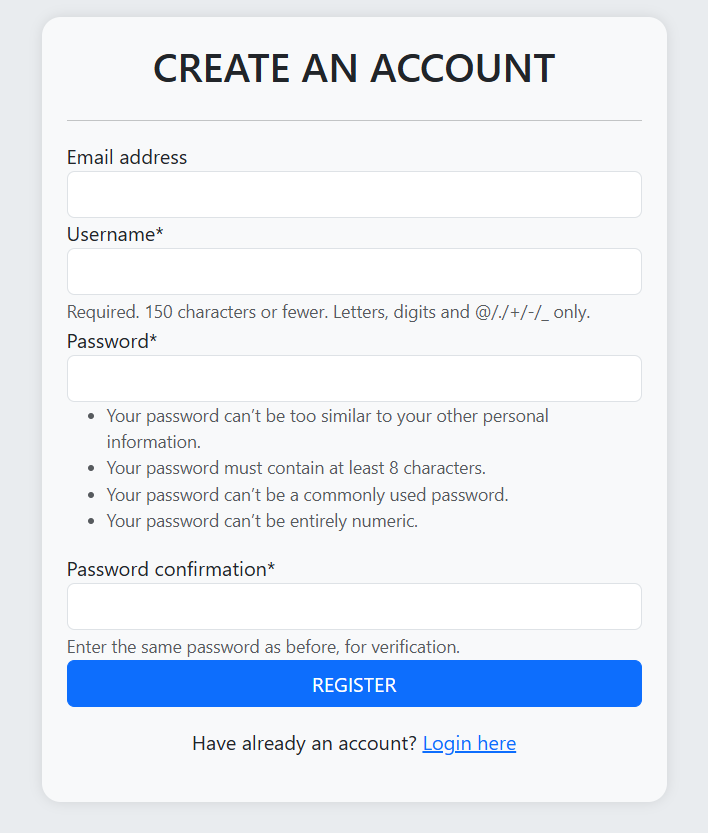 CREATE AN ACCOUNT
Email address
Username*
Required. 150 characters or fewer. Letters, digits and @/./+/-/_ only.
Password*
• Your password can’t be too similar to your other personal
information.
• Your password must contain at least 8 characters.
• Your password can’t be a commonly used password.
• Your password can’t be entirely numeric.
Password confirmation*
Enter the same password as before, for verification.
REGISTER
Have already an account? Login here